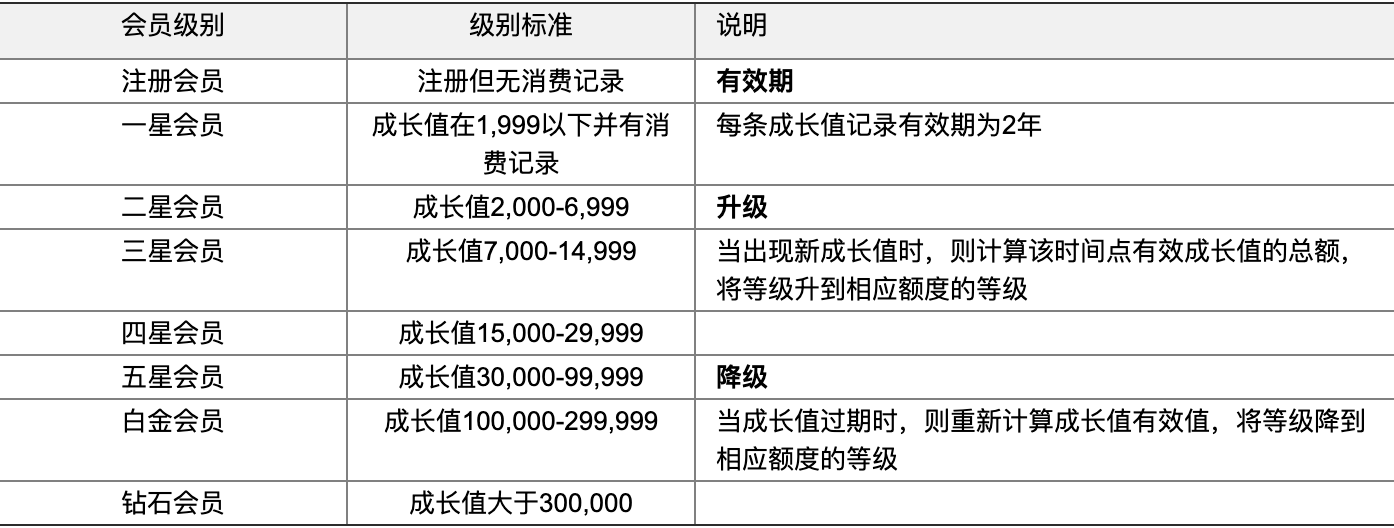 会员级别 级别标准 说明
注册会员 注册但无消费记录 有效期
一星会员 成长值在1,999以下并有消 每条成长值记录有效期为2年
费记录
二星会员 成长值2,000-6,999 升级
三星会员 成长值7,000-14,999 当出现新成长值时，则计算该时间点有效成长值的总额，
将等级升到相应额度的等级
四星会员 成长值15,000-29,999
五星会员 成长值30,000-99,999 降级
白金会员 成长值100,000-299,999 当成长值过期时，则重新计算成长值有效值，将等级降到
相应额度的等级
钻石会员 成长值大于300,000